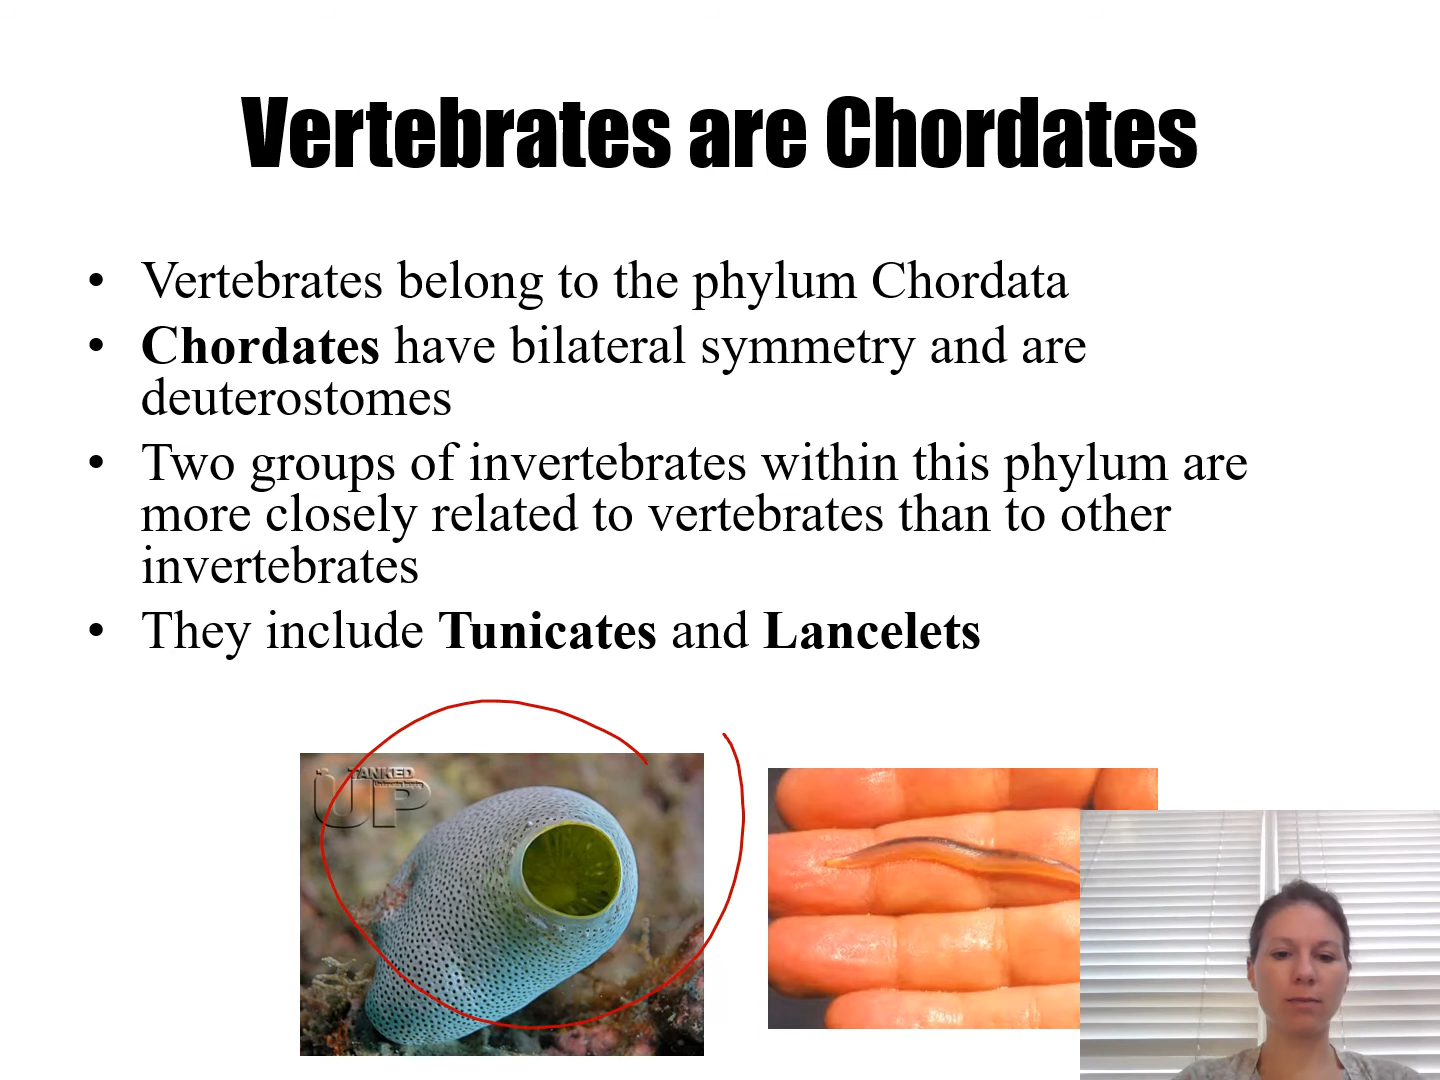 Vertebrates are Chordates
• Vertebrates belong to the phylum Chordata
• Chordates have bilateral symmetry and are
deuterostomes
• Two groups of invertebrates within this phylum are
more closely related to vertebrates than to other
invertebrates
• They include Tunicates and Lancelets
TANKED
UP